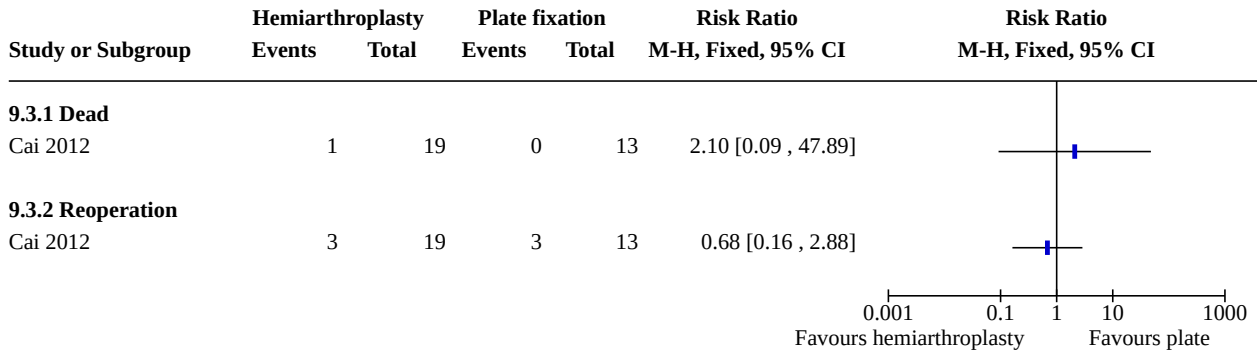 Hemiarthroplasty Plate fixation Risk Ratio Risk Ratio
Study or Subgroup Events Total Events Total M-H, Fixed, 95% CI M-H, Fixed, 95% CI
9.3.1 Dead
Cai 2012 1 19 0 13 2.10 [0.09 , 47.89]
9.3.2 Reoperation
Cai 2012 3 19 3 13 0.68 [0.16 , 2.88]
0.001 0.1 1 10 1000
Favours hemiarthroplasty Favours plate